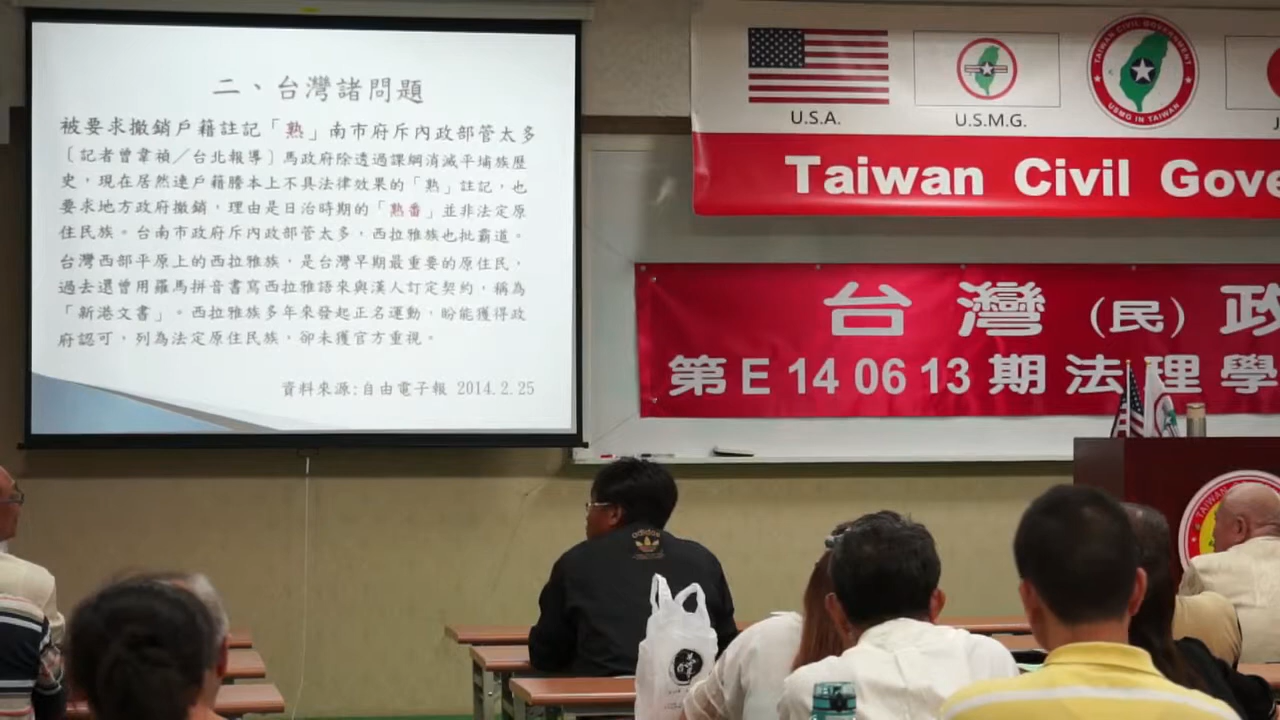 二、台灣諸問題
被要求撤銷戶籍註記「熟」南市府斥內政部管太多
〔記者曾韋禎／台北報導〕馬政府除透過課綱消滅平埔族歷
史，現在居然連戶籍謄本上不具法律效果的「熟」註記，也
要求地方政府撤銷，理由是日治時期的「熟番」並非法定原
住民族。台南市政府斥內政部管太多，西拉雅族也批霸道。
台灣西部平原上的西拉雅族，是台灣早期最重要的原住民，
過去還曾用羅馬拼音書寫西拉雅語來與漢人訂定契約，稱為
「新港文書」。西拉雅族多年來發起正名運動，盼能獲得政
府認可，列為法定原住民族，卻未獲官方重視。
資料來源:自由電子報 2014.2.25
TAIWAN CIVIL GOVERNMENT
USMG IN TAIWAN
U.S.A.
U.S.M.G.
J
Taiwan Civil Gove
台灣（民）政
第E 14 06 13 期法理學
adidas
TAIWAN